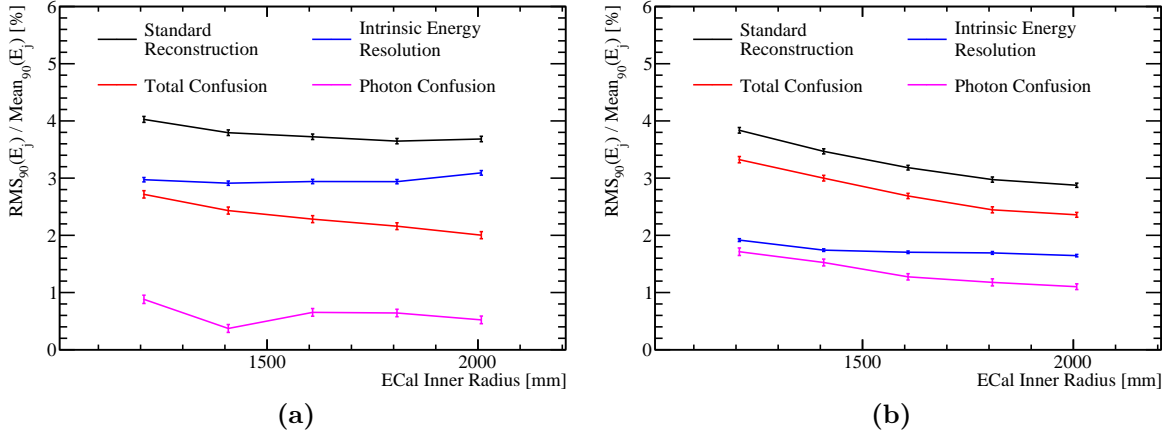 RMS90(Ej) / Mean90(Ej) [%]
6
5
4
3
2
1
0
Standard
Reconstruction
Intrinsic Energy
Resolution
Total Confusion
Photon Confusion
1500
2000
ECal Inner Radius [mm]
(a)
RMS90(Ej) / Mean90(Ej) [%]
6
5
4
3
2
1
0
Standard
Reconstruction
Intrinsic Energy
Resolution
Total Confusion
Photon Confusion
1500
2000
ECal Inner Radius [mm]
(b)